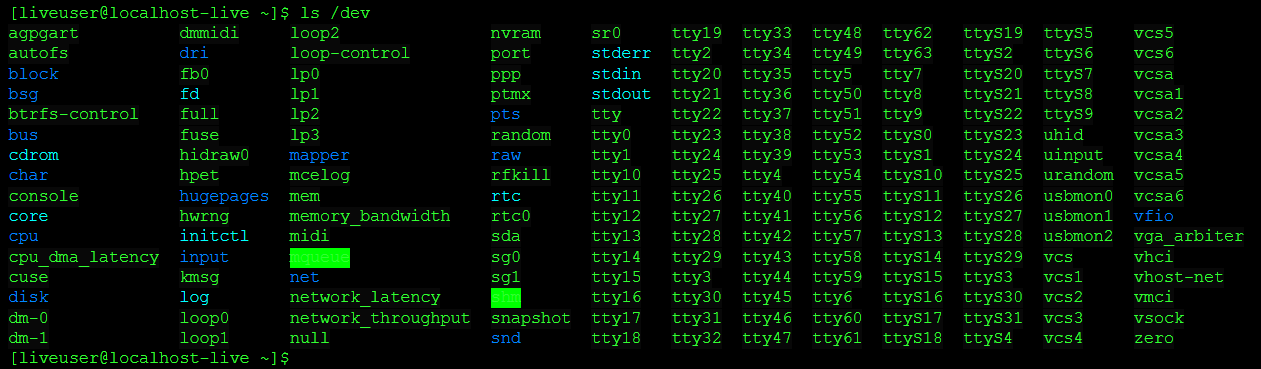 [liveuser@localhost-live ~]$ ls /dev
agpgart dmmidi loop2 nvram sr0 tty19 tty33 tty48 tty62 ttyS19 ttyS5 vcs5
autofs dri loop-control port stderr tty2 tty34 tty49 tty63 ttyS2 ttyS6 vcs6
block fb0 lp0 ppp stdin tty20 tty35 tty5 tty7 ttyS20 ttyS7 vcsa
bsg fd lp1 ptmx stdout tty21 tty36 tty50 tty8 ttyS21 ttyS8 vcsa1
btrfs-control full lp2 pts tty tty22 tty37 tty51 tty9 ttyS22 ttyS9 vcsa2
bus fuse lp3 random tty0 tty23 tty38 tty52 ttyS0 ttyS23 uhid vcsa3
cdrom hidraw0 mapper raw tty1 tty24 tty39 tty53 ttyS1 ttyS24 uinput vcsa4
char hpet mcelog rfkill tty10 tty25 tty4 tty54 ttyS10 ttyS25 urandom vcsa5
console hugepages mem rtc tty11 tty26 tty40 tty55 ttyS11 ttyS26 usbmon0 vcsa6
core hwrng memory_bandwidth rtc0 tty12 tty27 tty41 tty56 ttyS12 ttyS27 usbmon1 vfio
cpu initctl midi sda tty13 tty28 tty42 tty57 ttyS13 ttyS28 usbmon2 vga_arbiter
cpu_dma_latency input mqueue sg0 tty14 tty29 tty43 tty58 ttyS14 ttyS29 vcs vhci
cuse kmsg net sg1 tty15 tty3 tty44 tty59 ttyS15 ttyS3 vcs1 vhost-net
disk log network_latency shm tty16 tty30 tty45 tty6 ttyS16 ttyS30 vcs2 vmci
dm-0 loop0 network_throughput snapshot tty17 tty31 tty46 tty60 ttyS17 ttyS31 vcs3 vsock
dm-1 loop1 null snd tty18 tty32 tty47 tty61 ttyS18 ttyS4 vcs4 zero
[liveuser@localhost-live ~]$